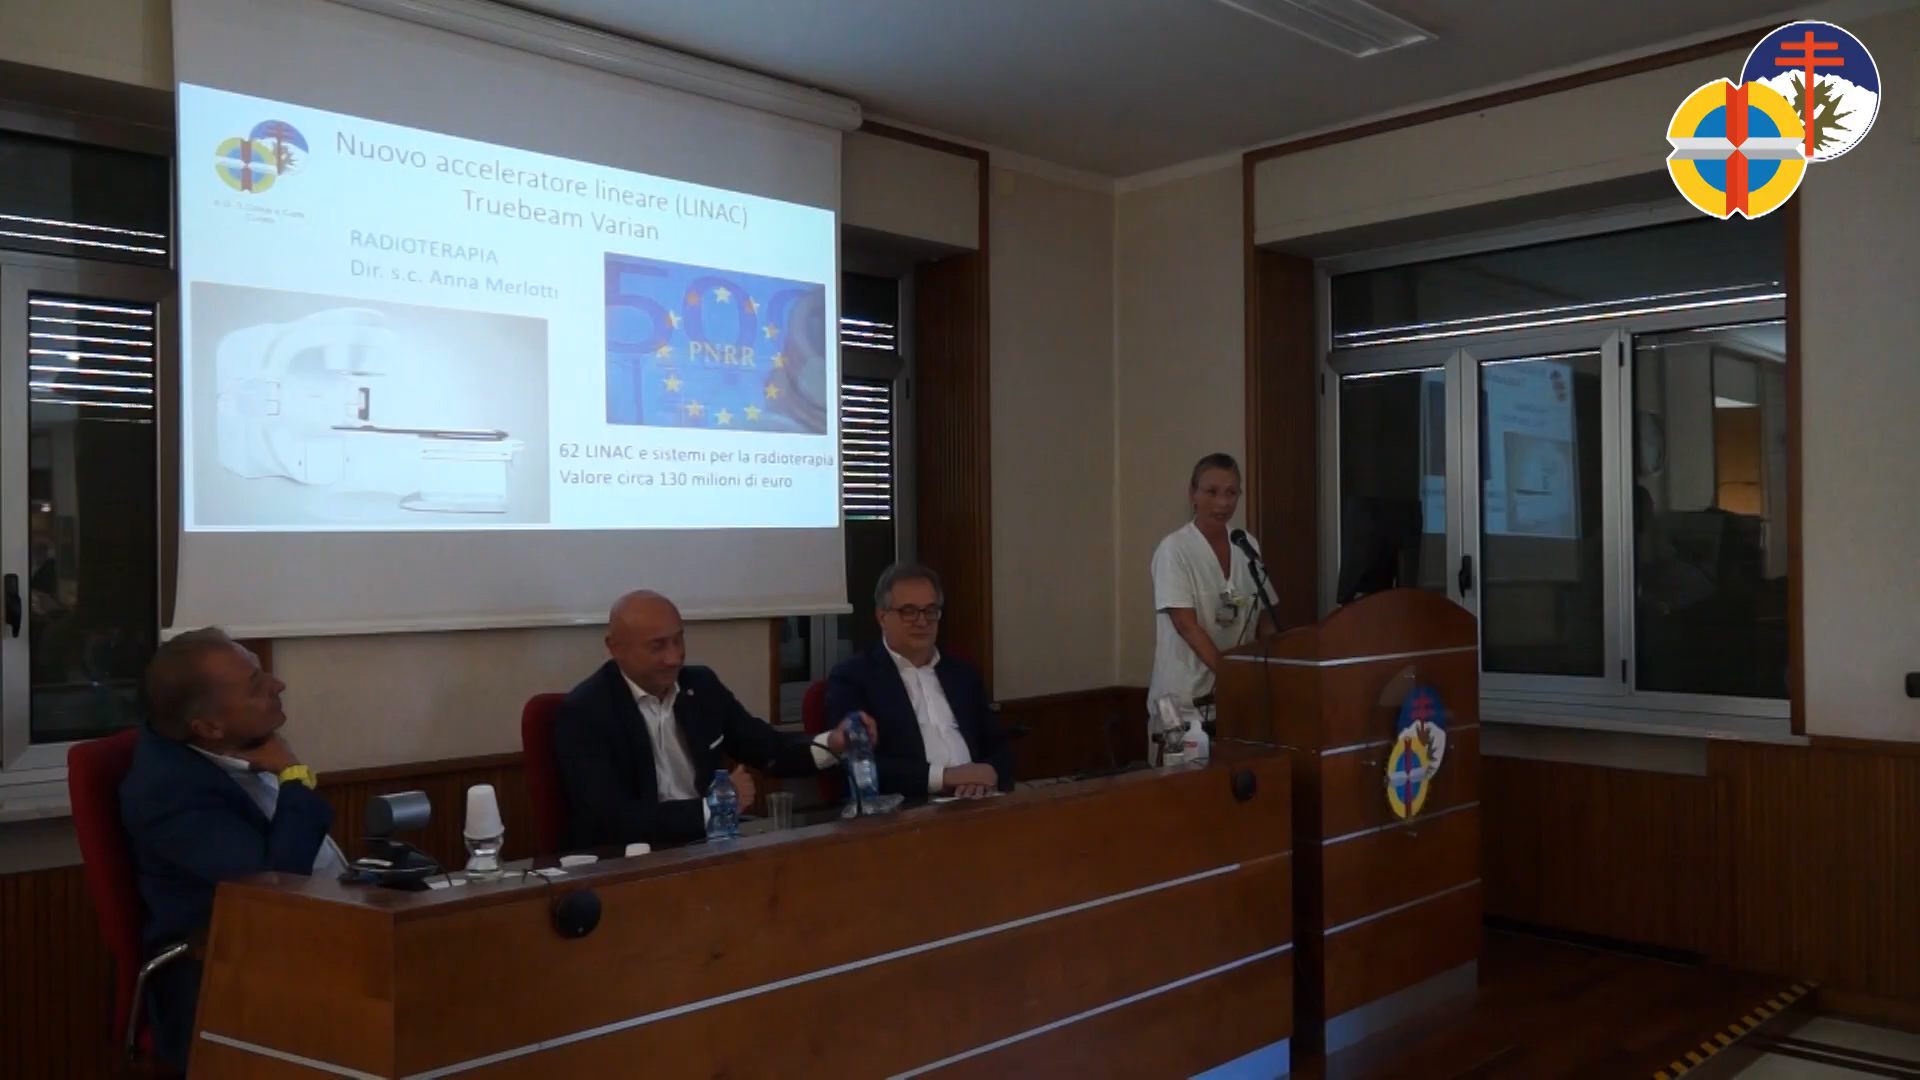 Nuovo acceleratore lineare (LINAC)
Truebeam Varian
RADIOTERAPIA
Dir. s.c. Anna Merlotti
500
PNRR
62 LINAC e sistemi per la radioterapia
Valore circa 130 milioni di euro